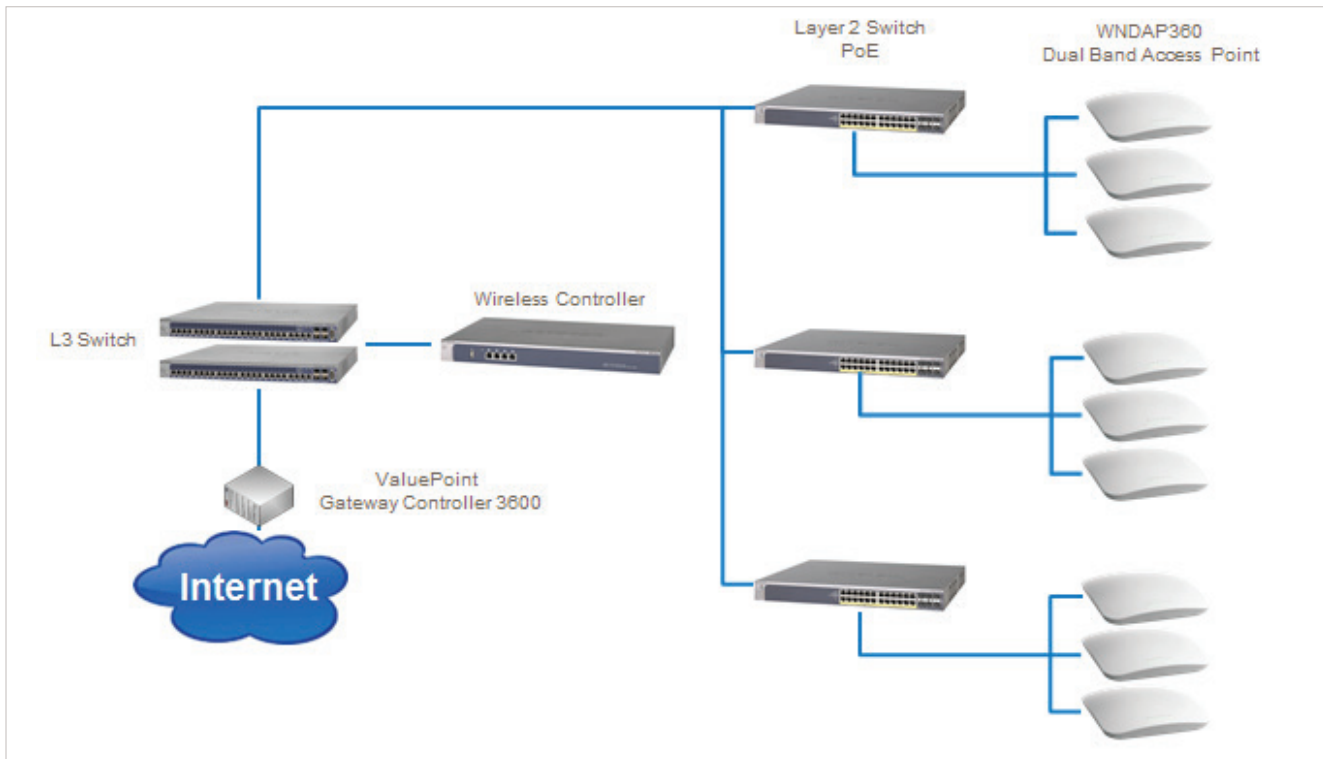 Layer 2 Switch
PoE
WNDAP360
Dual Band Access Point
Wireless Controller
L3 Switch
ValuePoint
Gateway Controller 3600
Internet